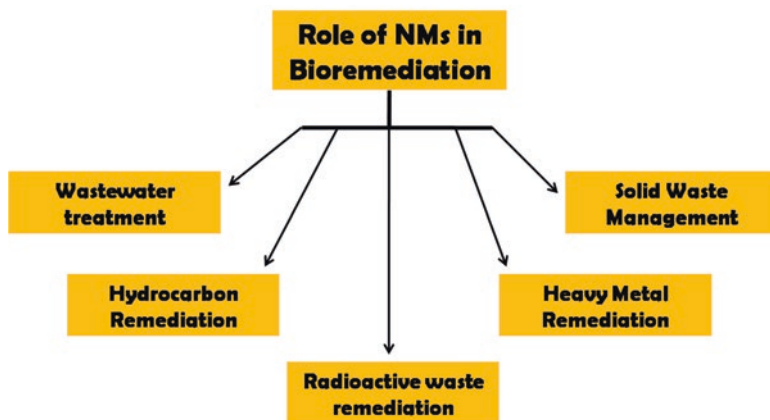 Role of NMs in
Bioremediation
Wastewater
treatment
Solid Waste
Management
Hydrocarbon
Remediation
Heavy Metal
Remediation
Radioactive waste
remediation